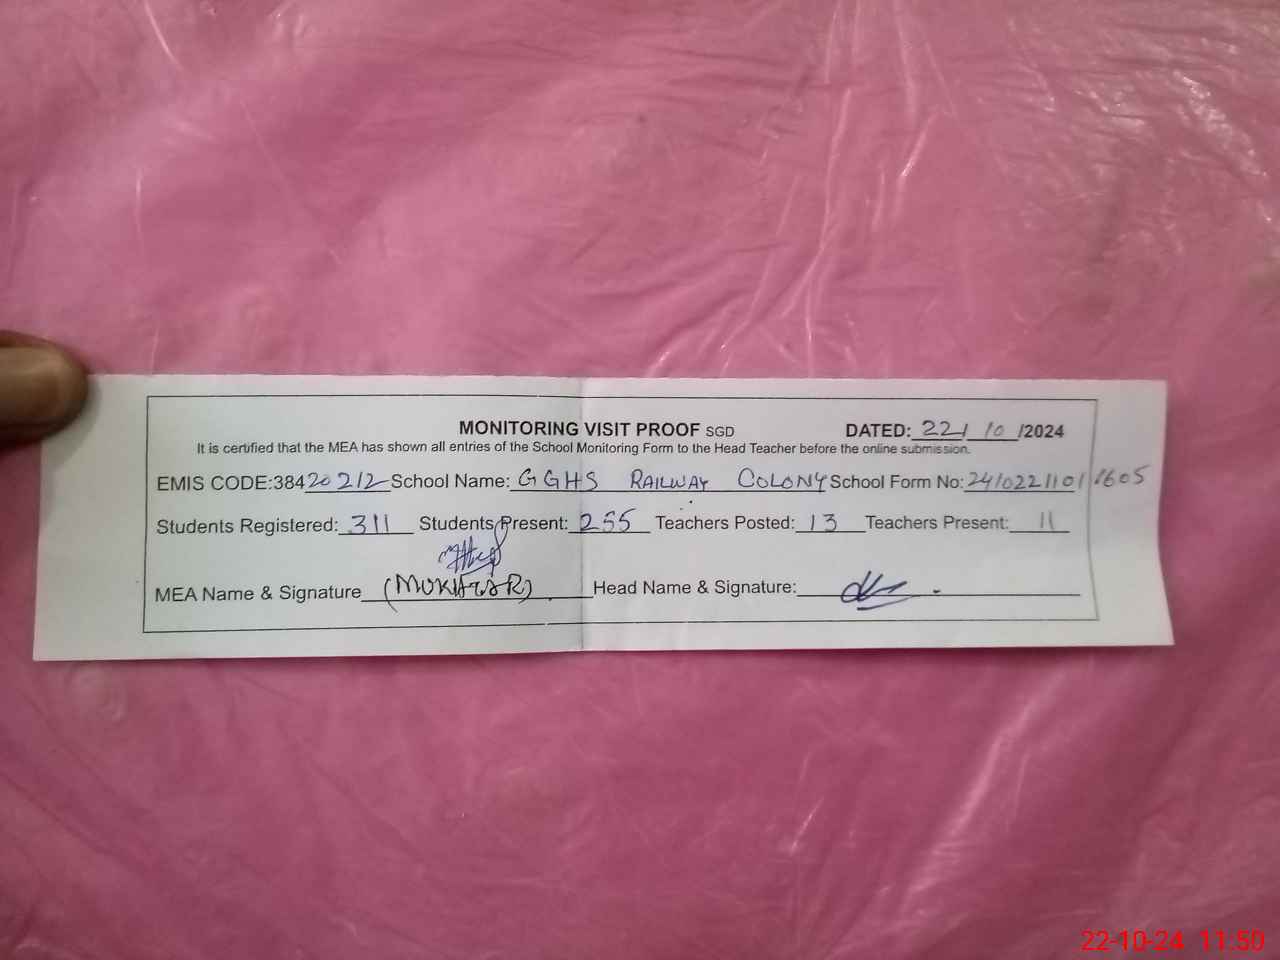 MONITORING VISIT PROOF SGD DATED: 22/10/2024
It is certified that the MEA has shown all entries of the School Monitoring Form to the Head Teacher before the online submission.
EMIS CODE:38420212 School Name: GGHS RAILWAY COLONY School Form No: 24102211011605
Students Registered: 311 Students Present: 255 Teachers Posted: 13 Teachers Present: 11
MEA Name & Signature (MUKHTAR) Head Name & Signature:
22-10-24 11:50